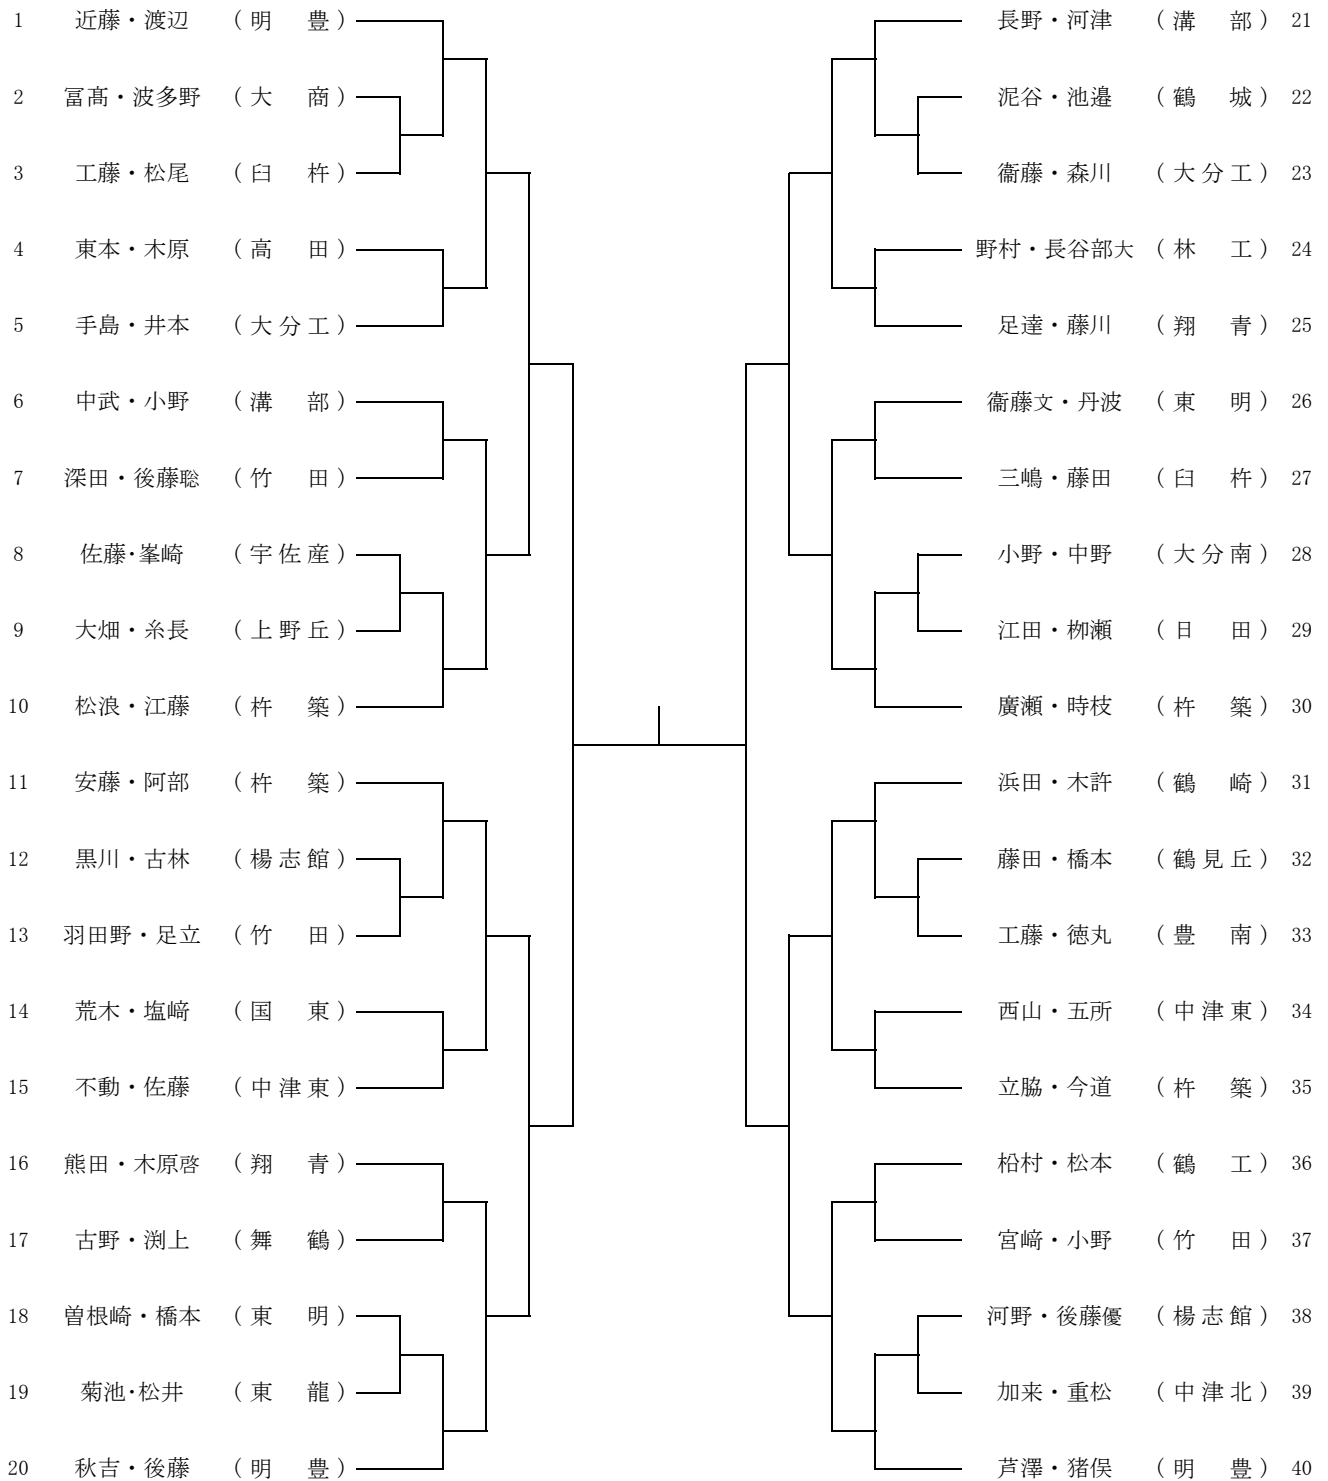 1 近藤・渡辺 （明 豊）
2 冨髙・波多野 （大 商）
3 工藤・松尾 （臼 杵）
4 東本・木原 （高 田）
5 手島・井本 （大分工）
6 中武・小野 （溝 部）
7 深田・後藤聡 （竹 田）
8 佐藤・峯崎 （宇佐産）
9 大畑・糸長 （上野丘）
10 松浪・江藤 （杵 築）
11 安藤・阿部 （杵 築）
12 黒川・古林 （楊志館）
13 羽田野・足立 （竹 田）
14 荒木・塩﨑 （国 東）
15 不動・佐藤 （中津東）
16 熊田・木原啓 （翔 青）
17 古野・渕上 （舞 鶴）
18 曽根崎・橋本 （東 明）
19 菊池・松井 （東 龍）
20 秋吉・後藤 （明 豊）
長野・河津 （溝 部） 21
泥谷・池邉 （鶴 城） 22
衞藤・森川 （大分工） 23
野村・長谷部大 （林 工） 24
足達・藤川 （翔 青） 25
衞藤文・丹波 （東 明） 26
三嶋・藤田 （臼 杵） 27
小野・中野 （大分南） 28
江田・栁瀬 （日 田） 29
廣瀬・時枝 （杵 築） 30
浜田・木許 （鶴 崎） 31
藤田・橋本 （鶴見丘） 32
工藤・徳丸 （豊 南） 33
西山・五所 （中津東） 34
立脇・今道 （杵 築） 35
枌村・松本 （鶴 工） 36
宮﨑・小野 （竹 田） 37
河野・後藤優 （楊志館） 38
加来・重松 （中津北） 39
芦澤・猪俣 （明 豊） 40